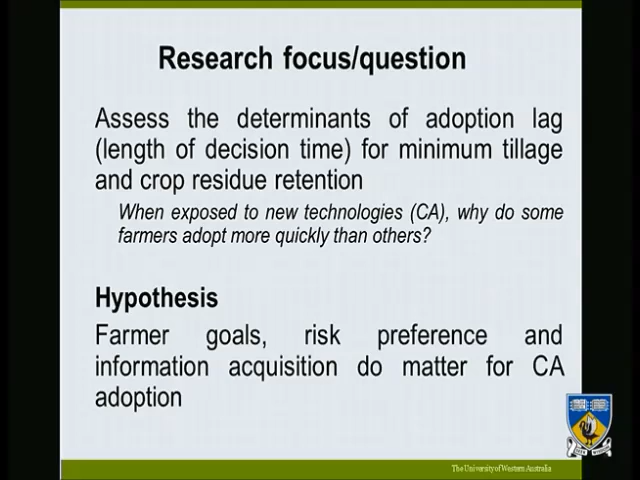 Research focus/question
Assess the determinants of adoption lag
(length of decision time) for minimum tillage
and crop residue retention
When exposed to new technologies (CA), why do some
farmers adopt more quickly than others?
Hypothesis
Farmer goals, risk preference and
information acquisition do matter for CA
adoption
The University of Western Australia